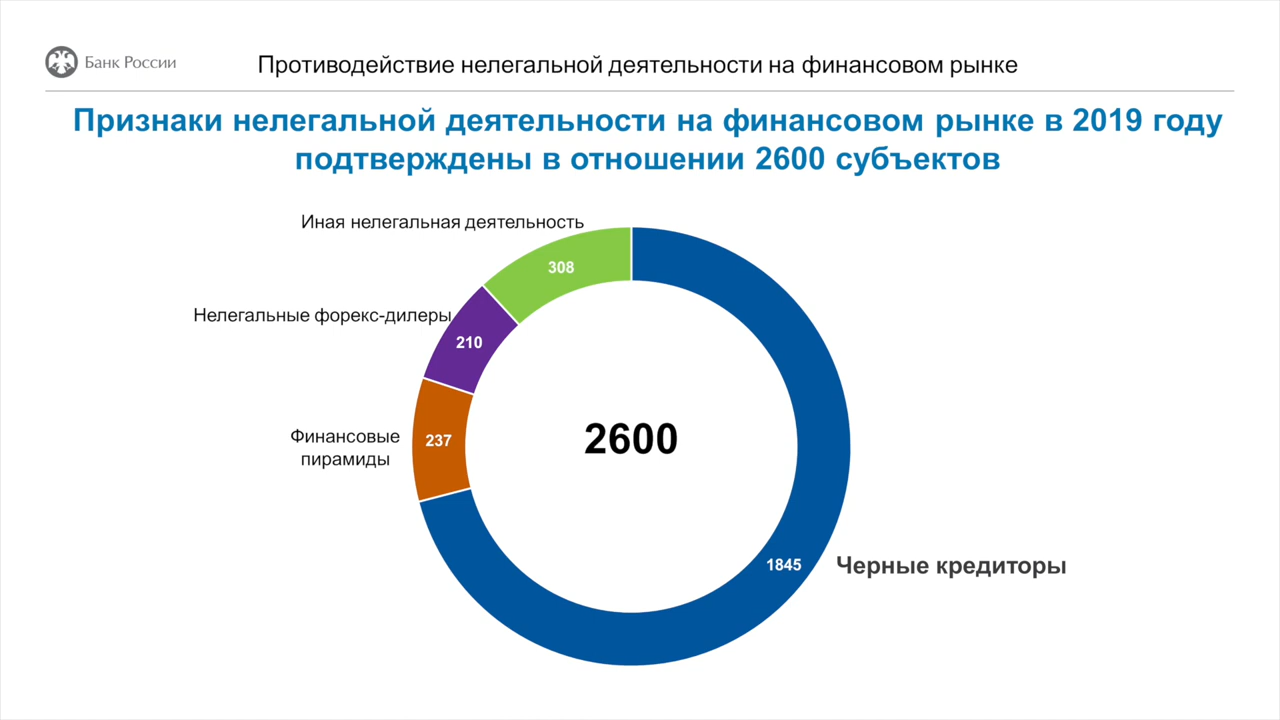 Банк России
Противодействие нелегальной деятельности на финансовом рынке
Признаки нелегальной деятельности на финансовом рынке в 2019 году
подтверждены в отношении 2600 субъектов
Иная нелегальная деятельность
308
Нелегальные форекс-дилеры
210
Финансовые
пирамиды
237
2600
1845
Черные кредиторы